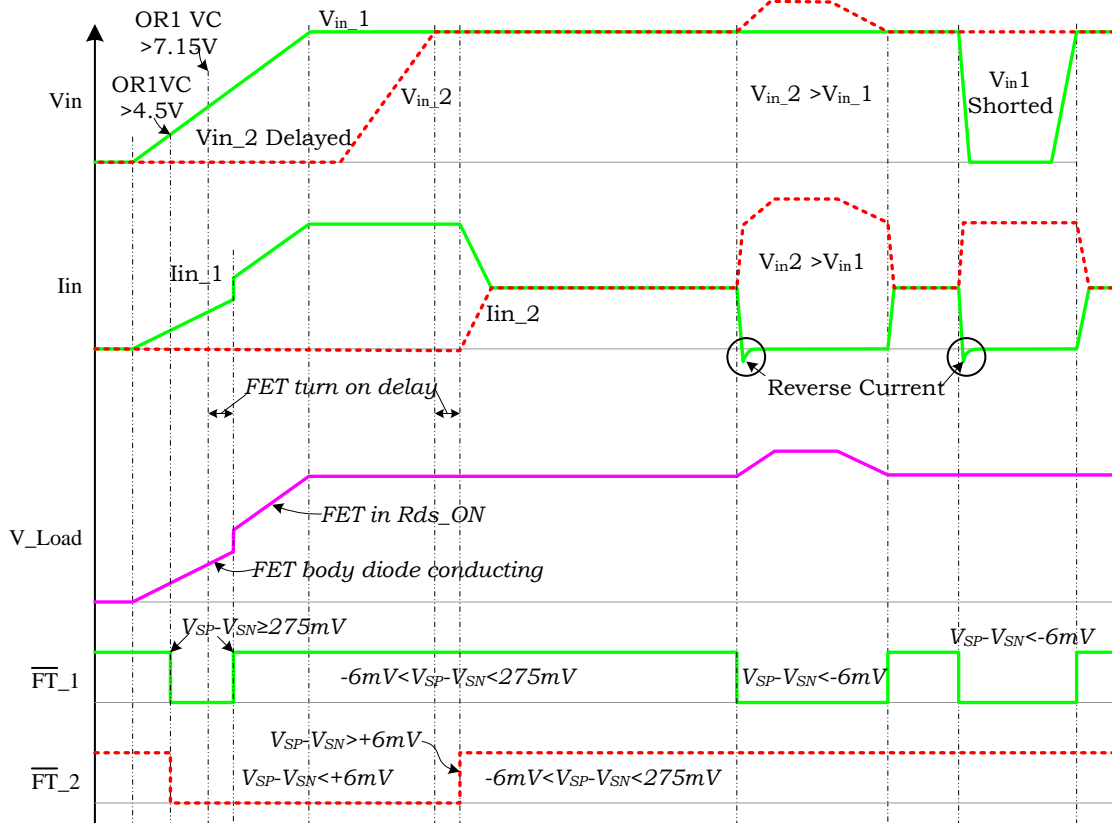 OR1 VC
>7.15V
V_in_1
OR1VC
>4.5V
Vin
V_in_2
Vin_2 Delayed
V_in_2 >V_in_1
V_in1
Shorted
Iin_1
V_in2 >V_in1
Iin
Iin_2
Reverse Current
FET turn on delay
FET in Rds_ON
V_Load
FET body diode conducting
V_SP-V_SN≥275mV
V_SP-V_SN<-6mV
FT_1
-6mV<V_SP-V_SN<275mV
V_SP-V_SN<-6mV
V_SP-V_SN>+6mV
FT_2
V_SP-V_SN<+6mV
-6mV<V_SP-V_SN<275mV